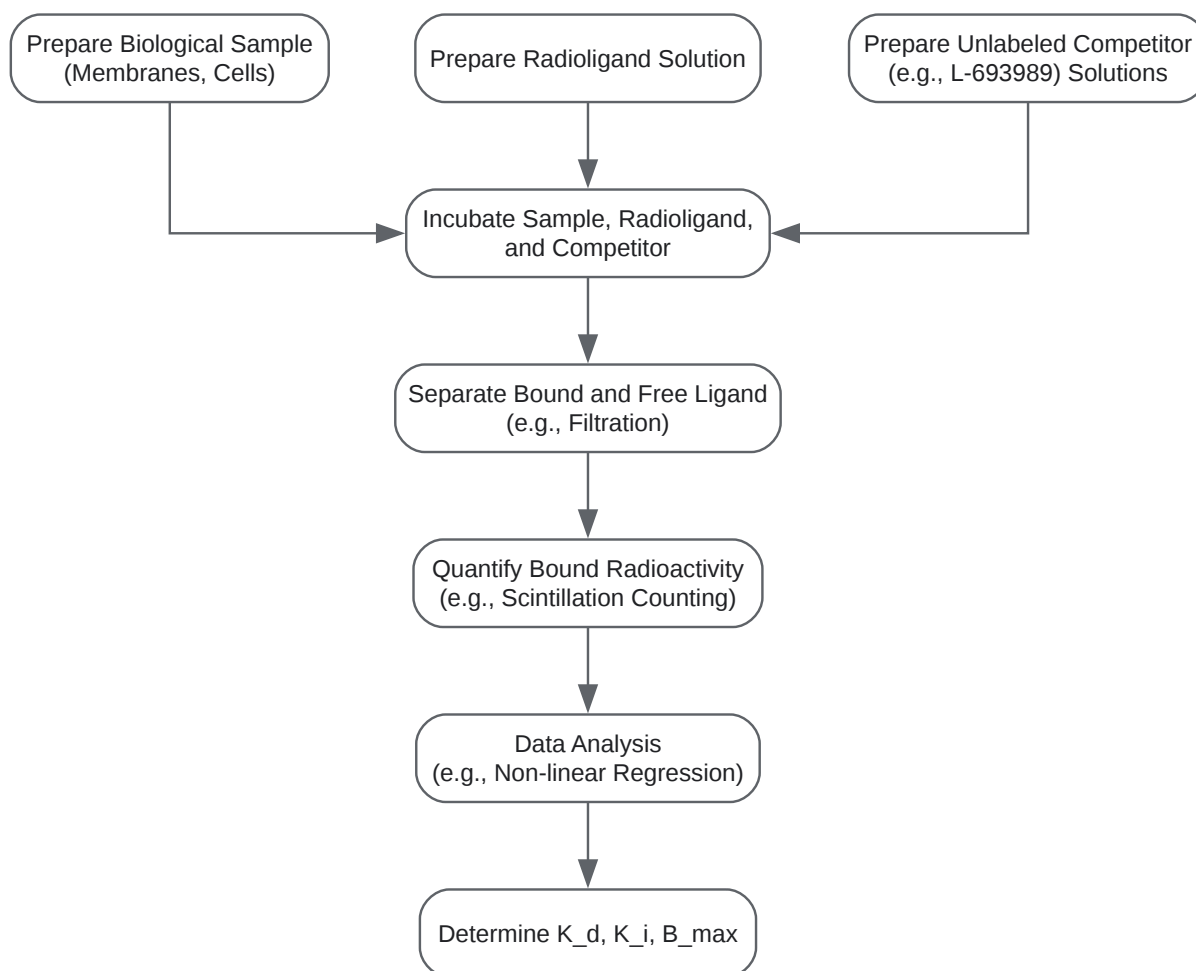 Prepare Biological Sample
(Membranes, Cells)
Prepare Radioligand Solution
Prepare Unlabeled Competitor
(e.g., L-693989) Solutions
Incubate Sample, Radioligand,
and Competitor
Separate Bound and Free Ligand
(e.g., Filtration)
Quantify Bound Radioactivity
(e.g., Scintillation Counting)
Data Analysis
(e.g., Non-linear Regression)
Determine K_d, K_i, B_max